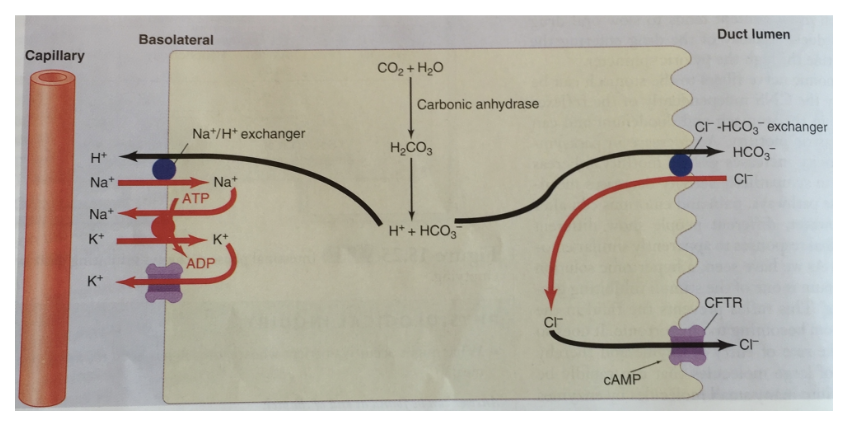 Capillary
Basolateral
Duct lumen
CO₂ + H₂O
Carbonic anhydrase
H₂CO₃
H⁺ + HCO₃⁻
Na⁺/H⁺ exchanger
H⁺
Na⁺ Na⁺
ATP
Na⁺
K⁺ K⁺
ADP
K⁺
Cl⁻-HCO₃⁻ exchanger
HCO₃⁻
Cl⁻
Cl⁻
CFTR
Cl⁻
cAMP